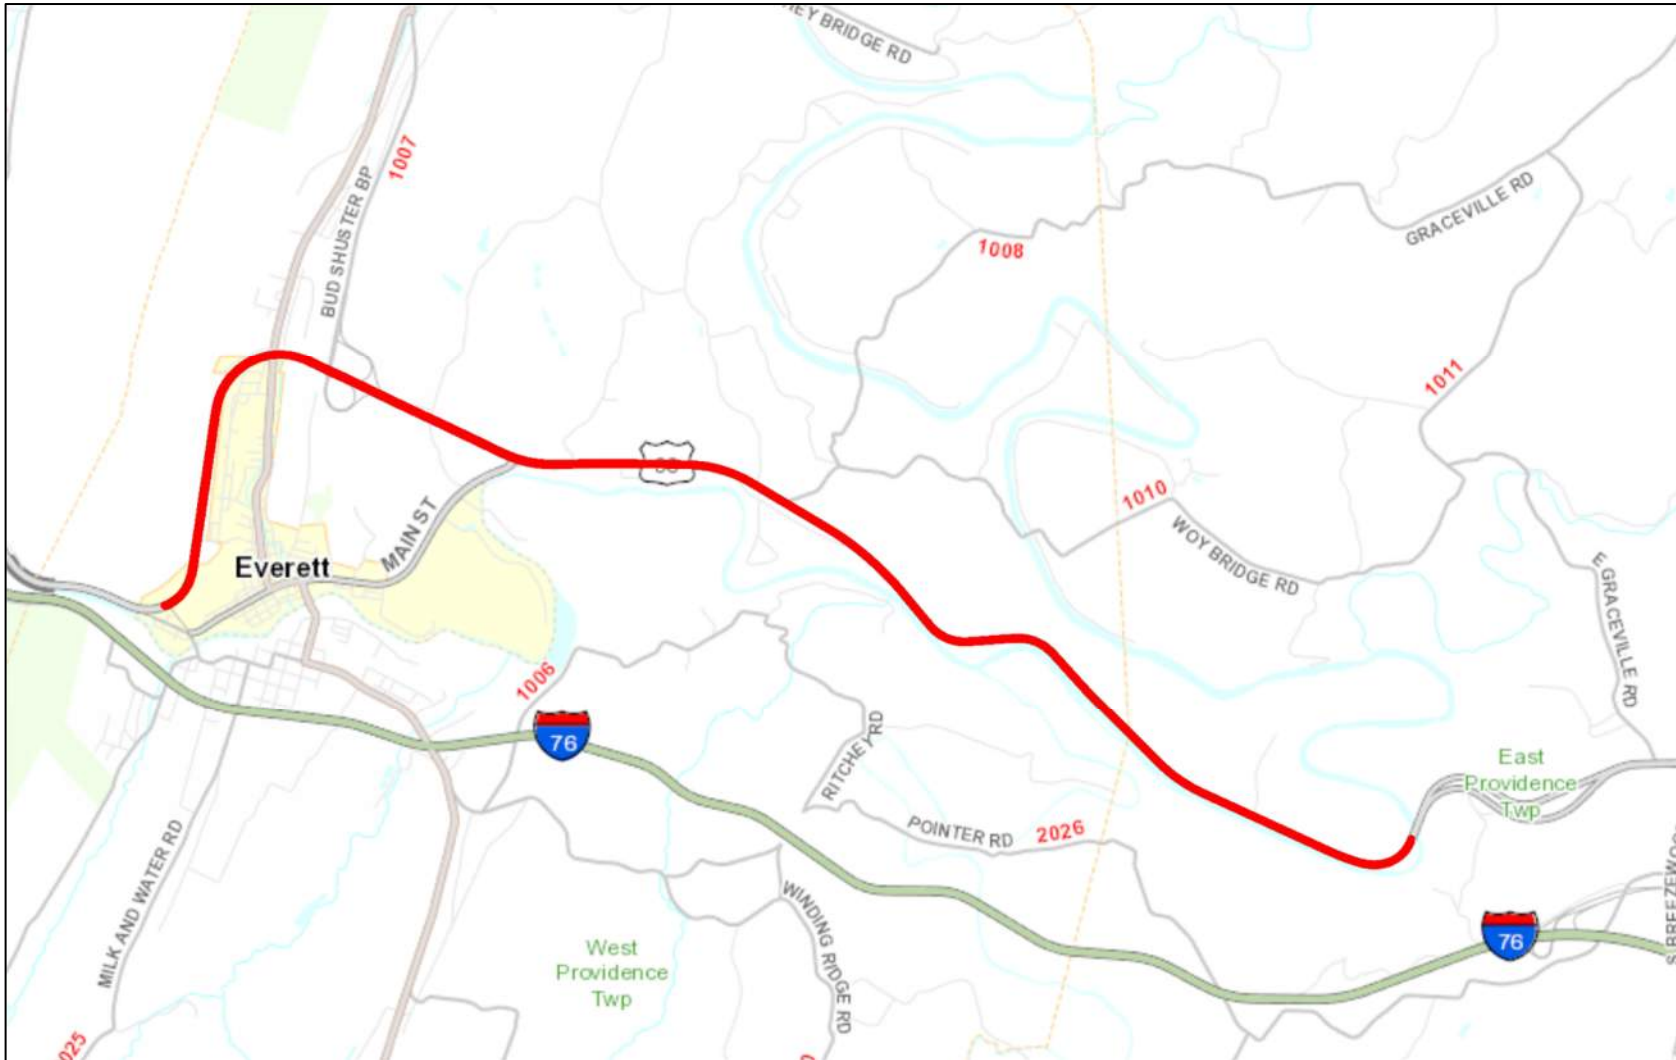 BRIDGE RD
1007
BUD SHUSTER BP
GRACEVILLE RD
1008
1011
1010
WOY BRIDGE RD
MAIN ST
Everett
E GRACEVILLE RD
1006
76
RITCHEY RD
East
Providence
Twp
POINTER RD
2026
MILK AND WATER RD
WINDING RIDGE RD
West
Providence
Twp
76